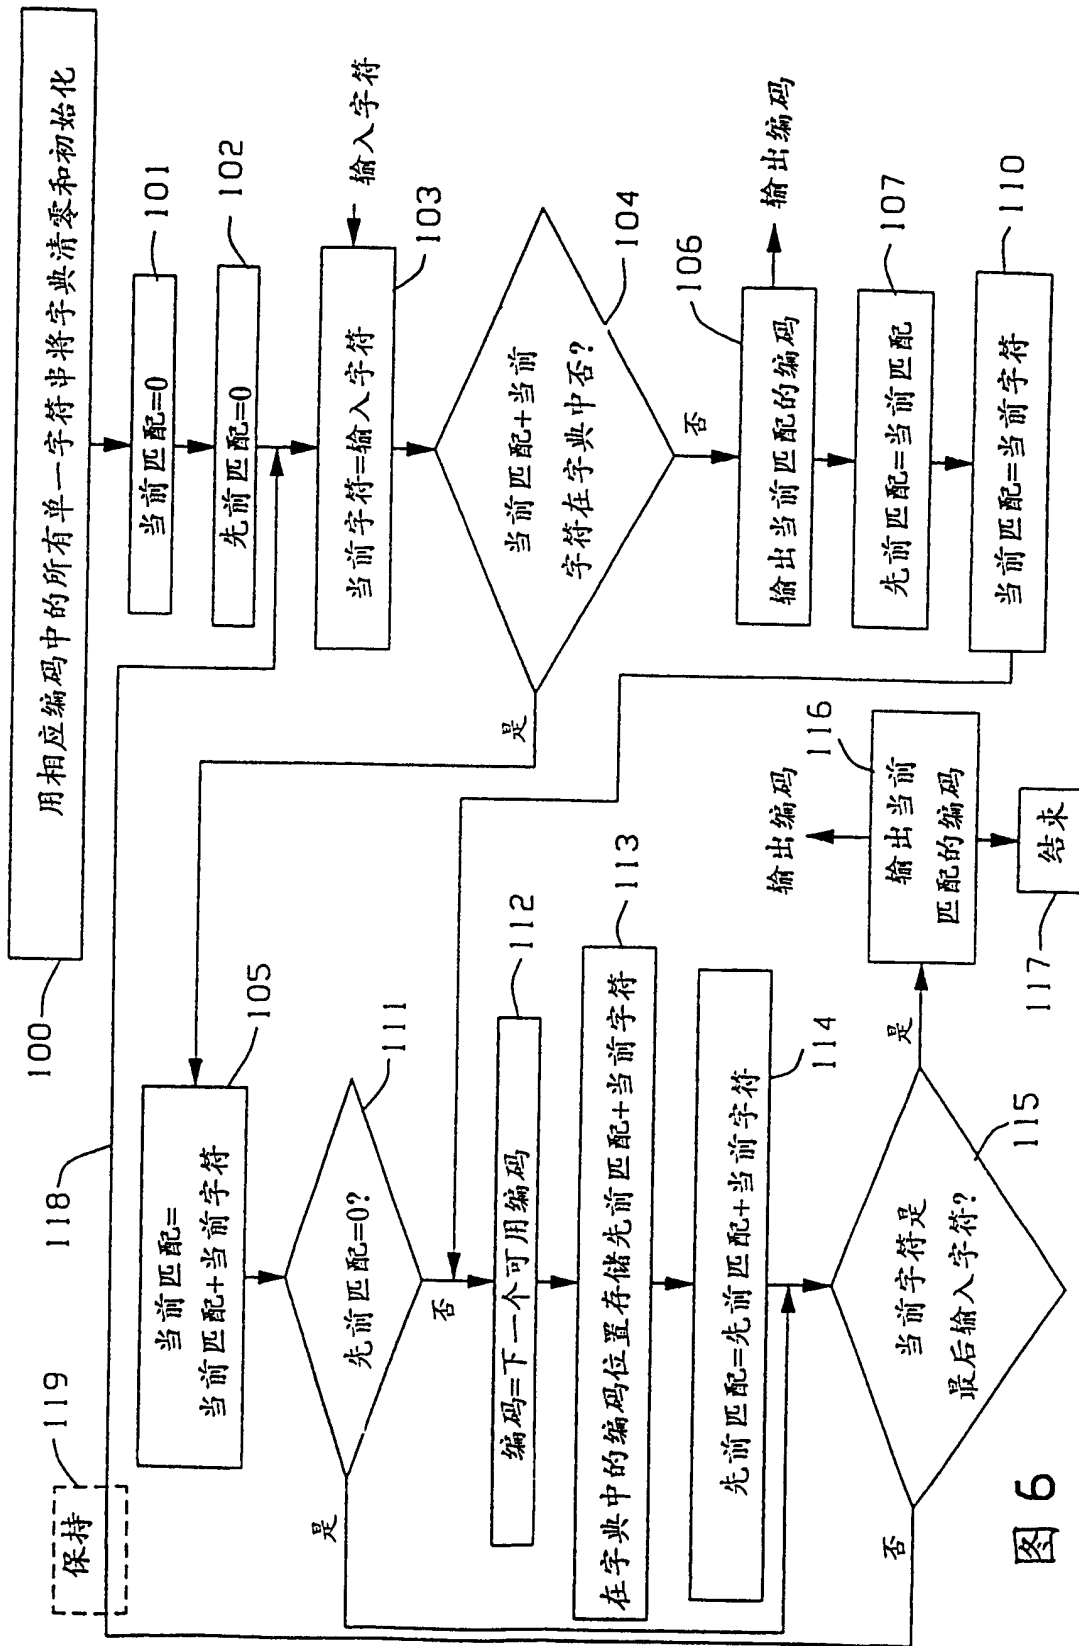 用相应编码中的所有单一字符串将字典清零和初始化
100
当前匹配=0
101
先前匹配=0
102
118
119
保持
当前字符=输入字符
输入字符
103
当前匹配+当前
字符在字典中否?
104
是
否
当前匹配=
当前匹配+当前字符
105
输出当前匹配的编码
106
输出编码
先前匹配=当前匹配
107
当前匹配=当前字符
110
先前匹配=0?
111
是
否
编码=下一个可用编码
112
在字典中的编码位置存储先前匹配+当前字符
113
先前匹配=先前匹配+当前字符
114
当前字符是
最后输入字符?
115
是
否
输出当前
匹配的编码
116
输出编码
结束
117
图 6